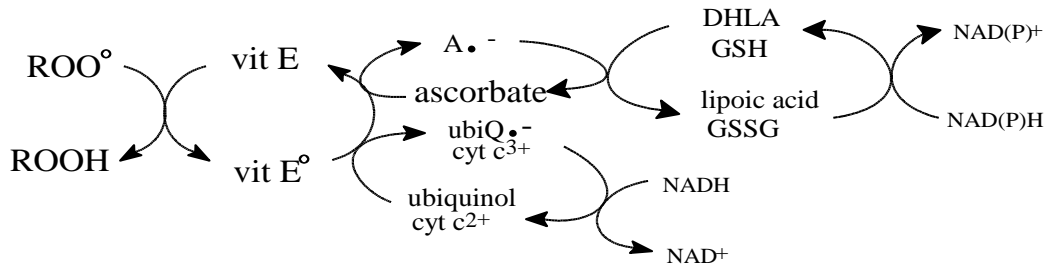 ROO°
ROOH
vit E
vit E°
A•-
ascorbate
ubiQ•-
cyt c3+
ubiquinol
cyt c2+
DHLA
GSH
lipoic acid
GSSG
NADH
NAD+
NAD(P)+
NAD(P)H